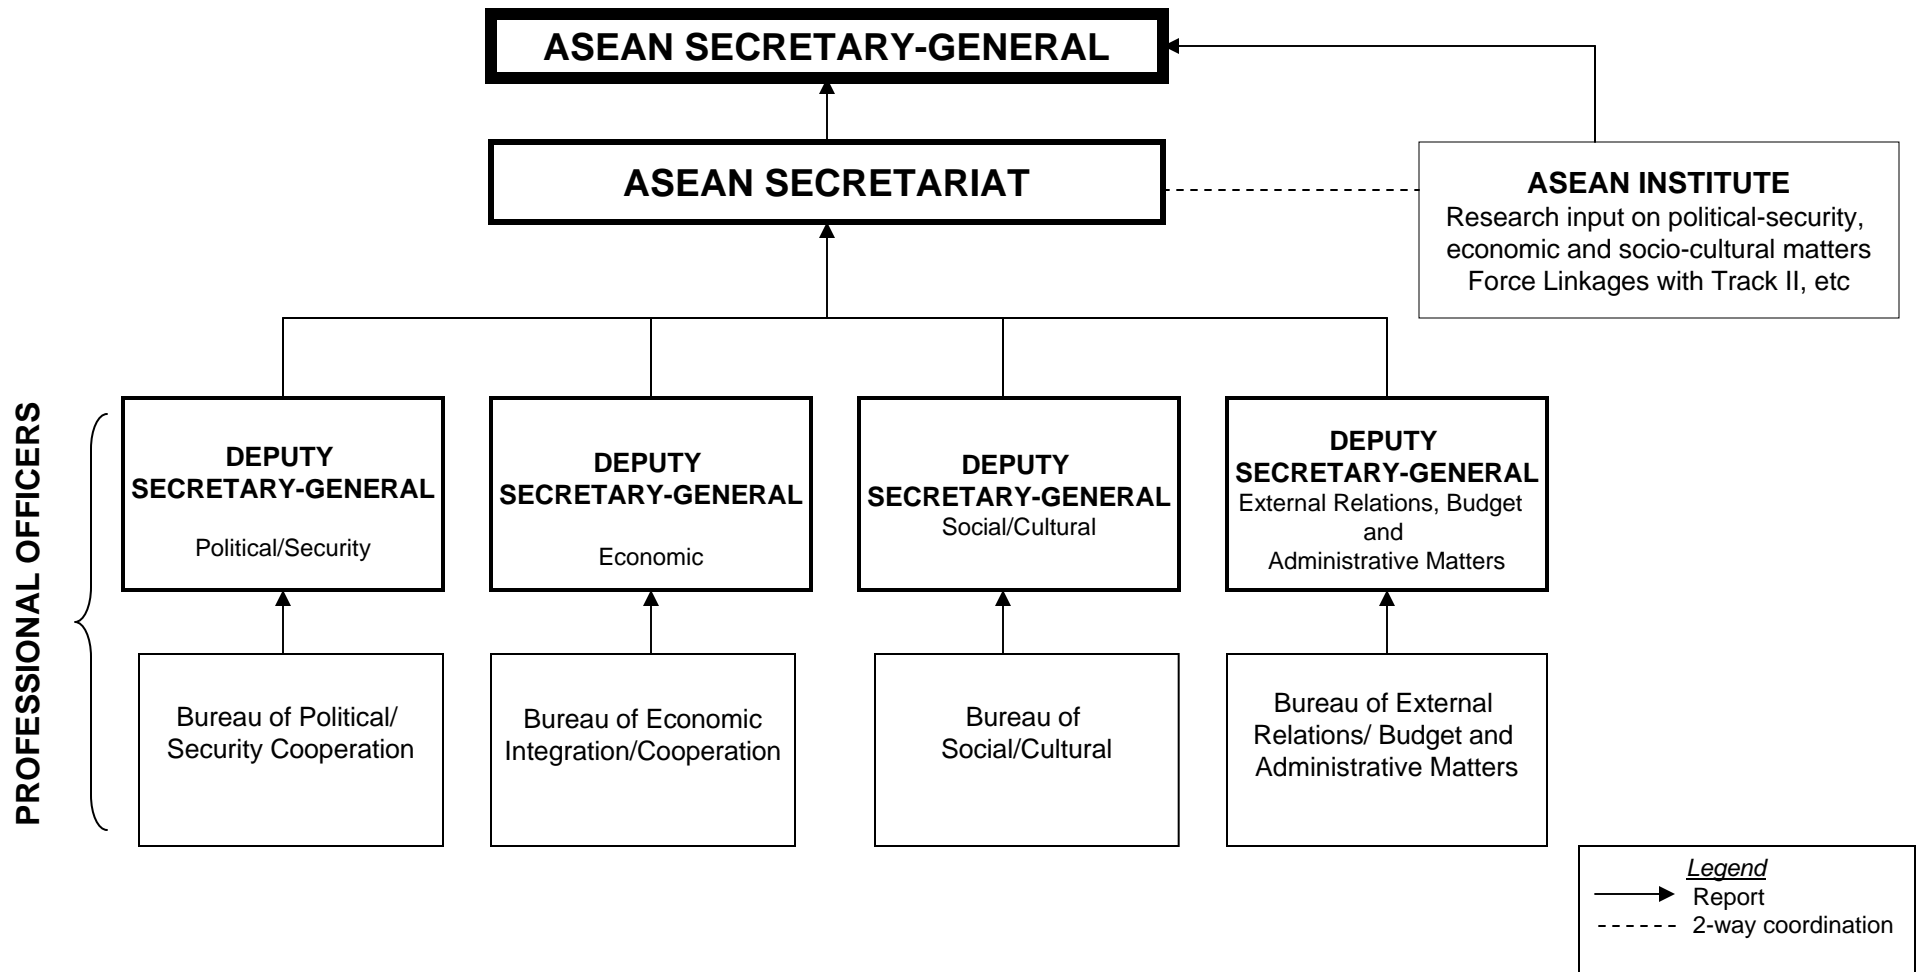 ASEAN SECRETARY-GENERAL
ASEAN SECRETARIAT
ASEAN INSTITUTE
Research input on political-security,
economic and socio-cultural matters
Force Linkages with Track II, etc
PROFESSIONAL OFFICERS
DEPUTY
SECRETARY-GENERAL
Political/Security
DEPUTY
SECRETARY-GENERAL
Economic
DEPUTY
SECRETARY-GENERAL
Social/Cultural
DEPUTY
SECRETARY-GENERAL
External Relations, Budget
and
Administrative Matters
Bureau of Political/
Security Cooperation
Bureau of Economic
Integration/Cooperation
Bureau of
Social/Cultural
Bureau of External
Relations/ Budget and
Administrative Matters
Legend
Report
2-way coordination